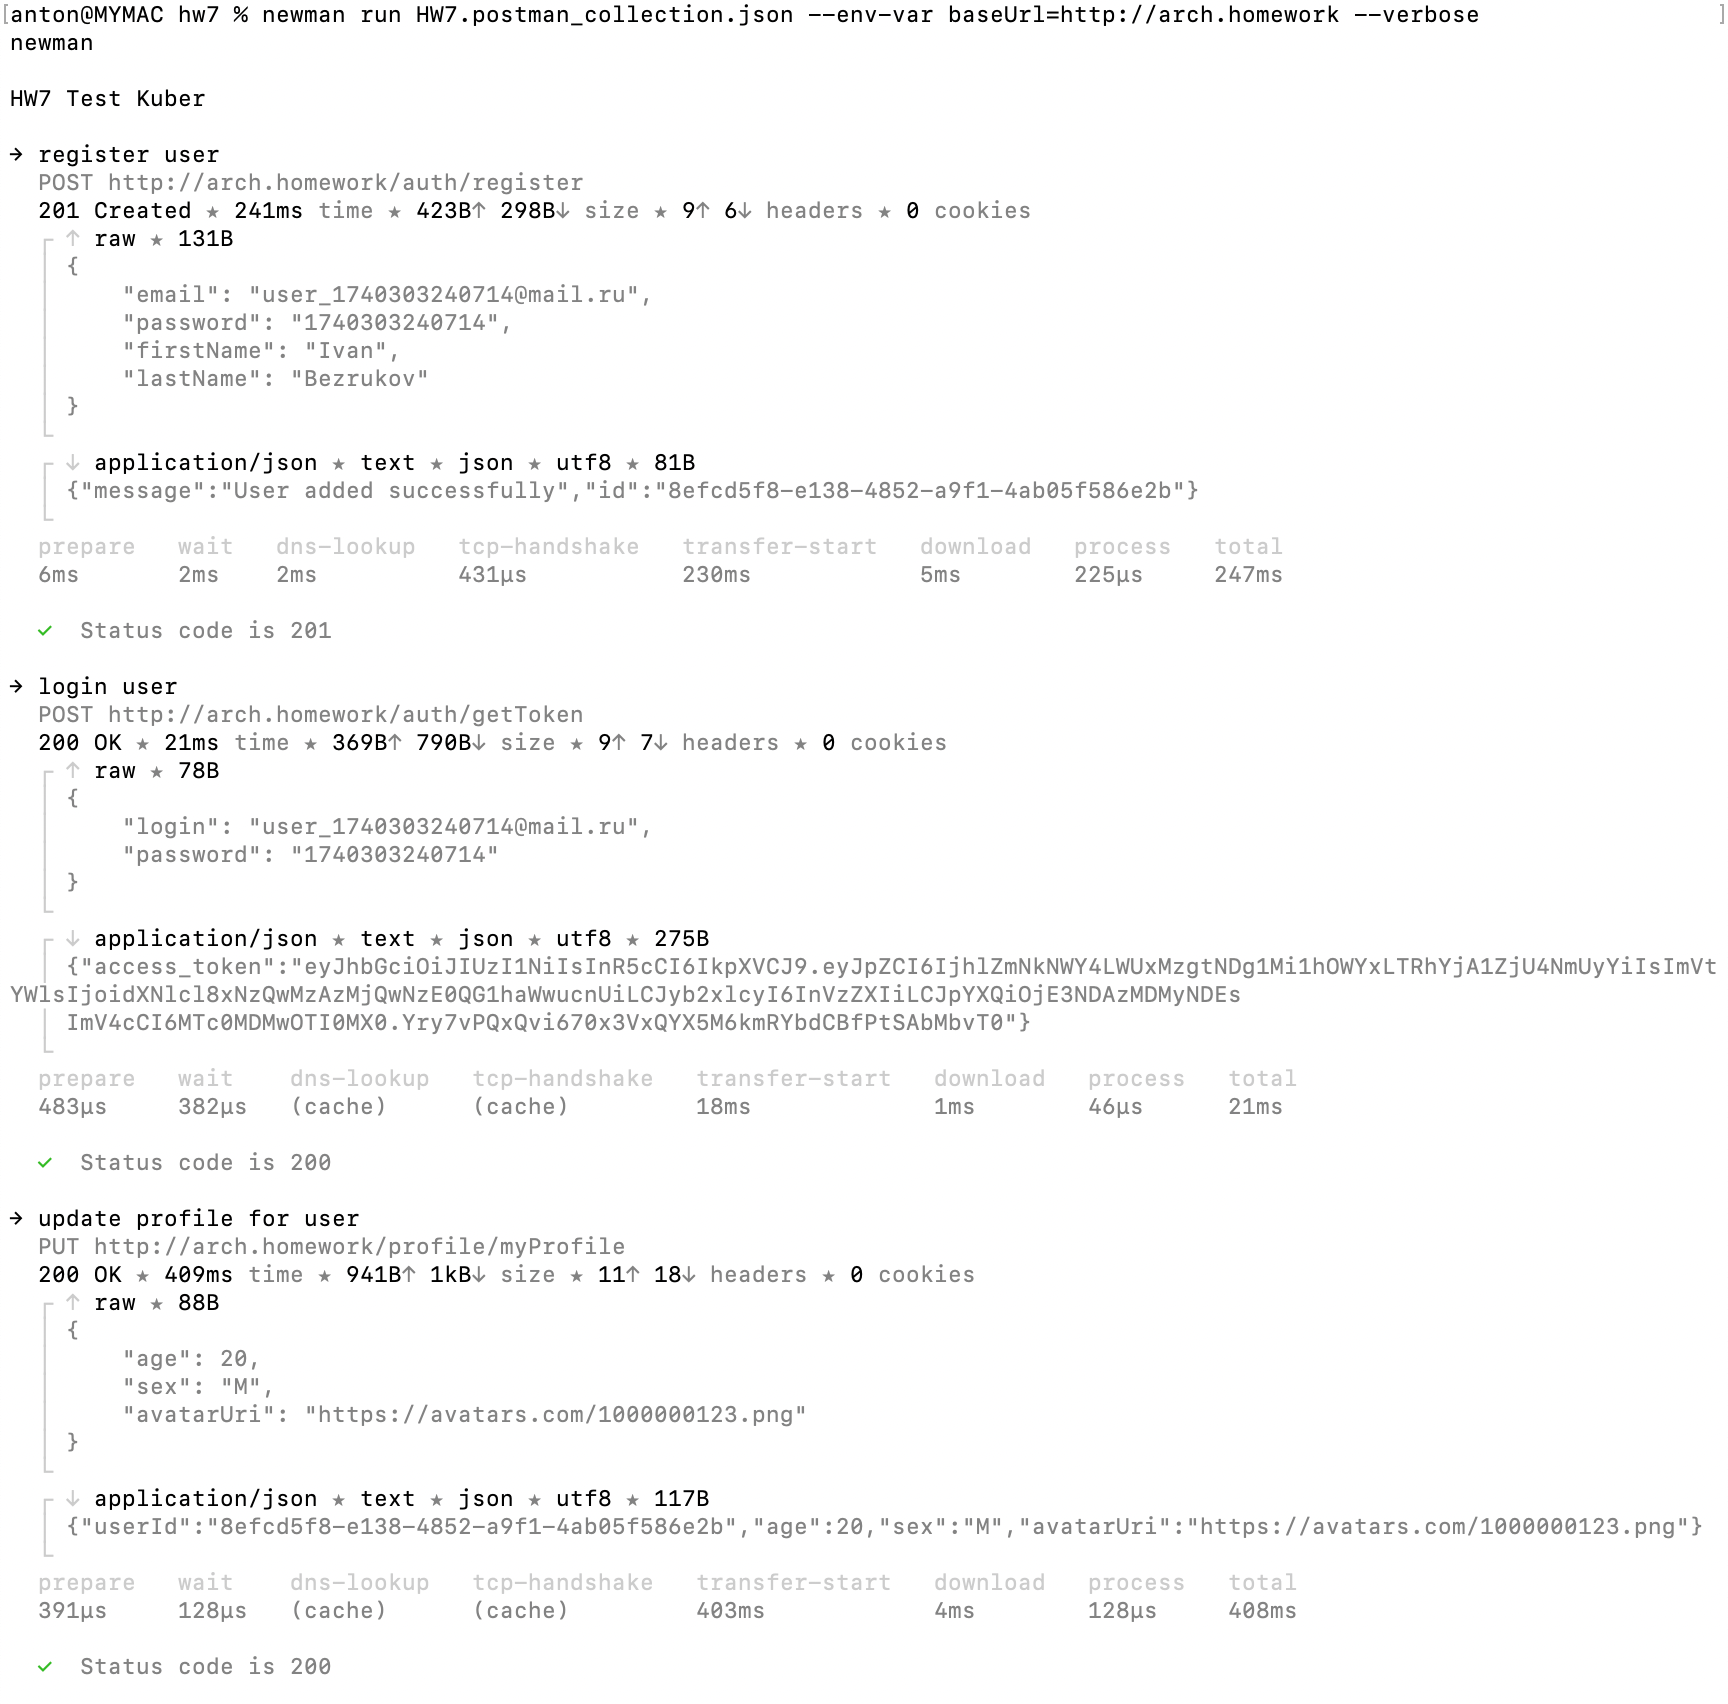 [anton@MYMAC hw7 % newman run HW7.postman_collection.json --env-var baseUrl=http://arch.homework --verbose ]
newman
HW7 Test Kuber
→ register user
POST http://arch.homework/auth/register
201 Created ★ 241ms time ★ 423B↑ 298B↓ size ★ 9↑ 6↓ headers ★ 0 cookies
↑ raw ★ 131B
{
"email": "user_1740303240714@mail.ru",
"password": "1740303240714",
"firstName": "Ivan",
"lastName": "Bezrukov"
}
↓ application/json ★ text ★ json ★ utf8 ★ 81B
{"message":"User added successfully","id":"8efcd5f8-e138-4852-a9f1-4ab05f586e2b"}
prepare wait dns-lookup tcp-handshake transfer-start download process total
6ms 2ms 2ms 431µs 230ms 5ms 225µs 247ms
✓ Status code is 201
→ login user
POST http://arch.homework/auth/getToken
200 OK ★ 21ms time ★ 369B↑ 790B↓ size ★ 9↑ 7↓ headers ★ 0 cookies
↑ raw ★ 78B
{
"login": "user_1740303240714@mail.ru",
"password": "1740303240714"
}
↓ application/json ★ text ★ json ★ utf8 ★ 275B
{"access_token":"eyJhbGciOiJIUzI1NiIsInR5cCI6IkpXVCJ9.eyJpZCI6IjhlZmNkNWY4LWUxMzgtNDg1Mi1hOWYxLTRhYjA1ZjU4NmUyYiIsImVt
YWlsIjoidXNlcl8xNzQwMzAzMjQwNzE0QG1haWwucnUiLCJyb2xlcyI6InVzZXIiLCJpYXQiOjE3NDAzMDMyNDEs
ImV4cCI6MTc0MDMwOTI0MX0.Yry7vPQxQvi670x3VxQYX5M6kmRYbdCBfPtSAbMbvT0"}
prepare wait dns-lookup tcp-handshake transfer-start download process total
483µs 382µs (cache) (cache) 18ms 1ms 46µs 21ms
✓ Status code is 200
→ update profile for user
PUT http://arch.homework/profile/myProfile
200 OK ★ 409ms time ★ 941B↑ 1kB↓ size ★ 11↑ 18↓ headers ★ 0 cookies
↑ raw ★ 88B
{
"age": 20,
"sex": "M",
"avatarUri": "https://avatars.com/1000000123.png"
}
↓ application/json ★ text ★ json ★ utf8 ★ 117B
{"userId":"8efcd5f8-e138-4852-a9f1-4ab05f586e2b","age":20,"sex":"M","avatarUri":"https://avatars.com/1000000123.png"}
prepare wait dns-lookup tcp-handshake transfer-start download process total
391µs 128µs (cache) (cache) 403ms 4ms 128µs 408ms
✓ Status code is 200